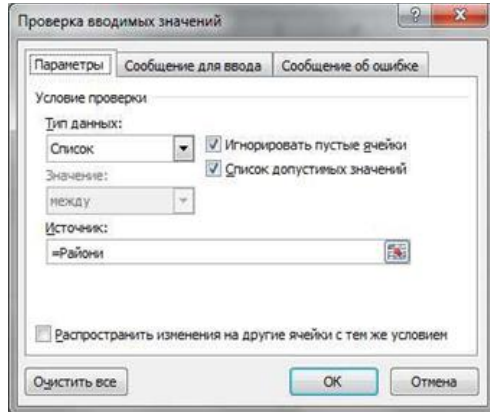 Проверка вводимых значений
Параметры Сообщение для ввода Сообщение об ошибке
Условие проверки
Тип данных:
Список
Игнорировать пустые ячейки
Значение:
Список допустимых значений
между
Источник:
=Райони
Распространить изменения на другие ячейки с тем же условием
Очистить все ОК Отмена